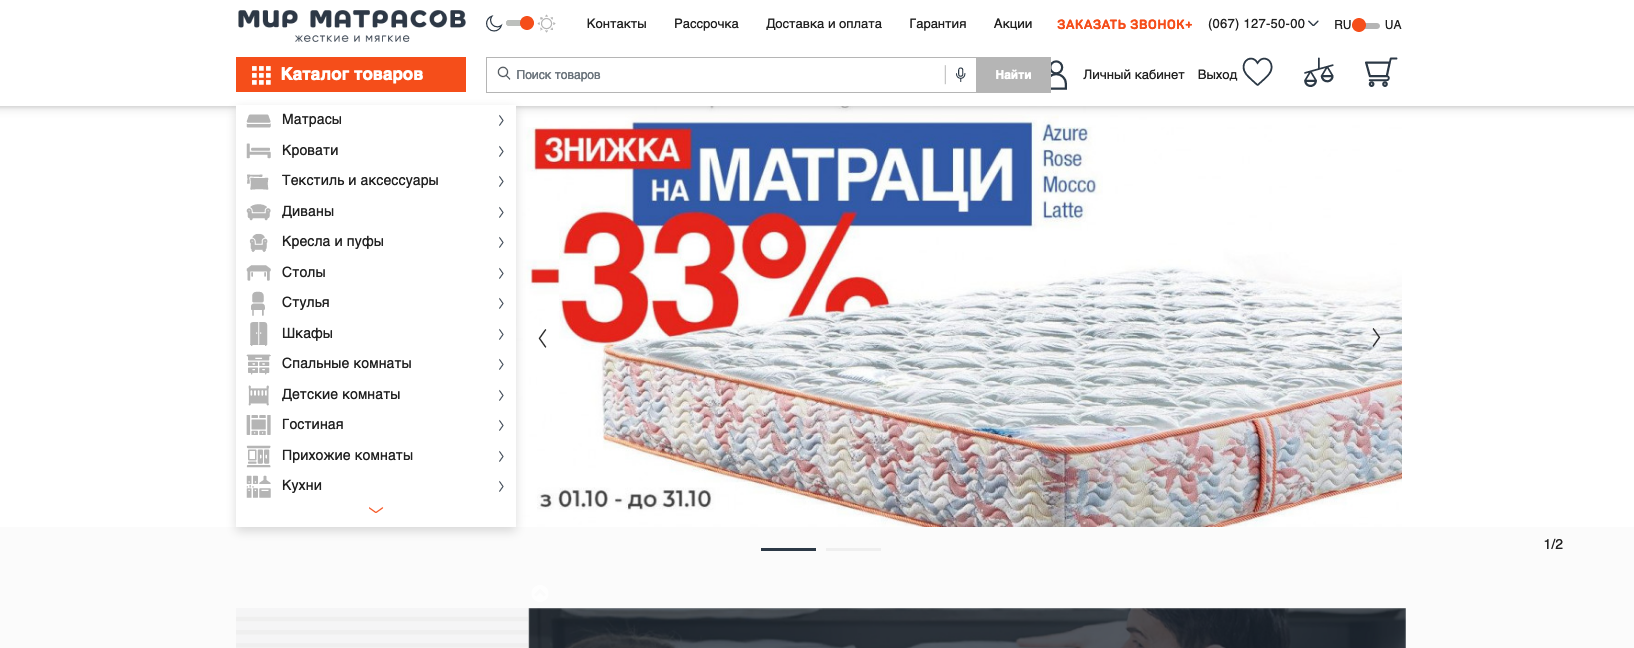 МИР МАТРАСОВ
жесткие и мягкие
Контакты
Рассрочка
Доставка и оплата
Гарантия
Акции
ЗАКАЗАТЬ ЗВОНОК+
(067) 127-50-00
RU
UA
Каталог товаров
Поиск товаров
Найти
Личный кабинет
Выход
Матрасы
Кровати
Текстиль и аксессуары
Диваны
Кресла и пуфы
Столы
Стулья
Шкафы
Спальные комнаты
Детские комнаты
Гостиная
Прихожие комнаты
Кухни
ЗНИЖКА
НА МАТРАЦИ
Azure
Rose
Mocco
Latte
-33%
з 01.10 - до 31.10
1/2